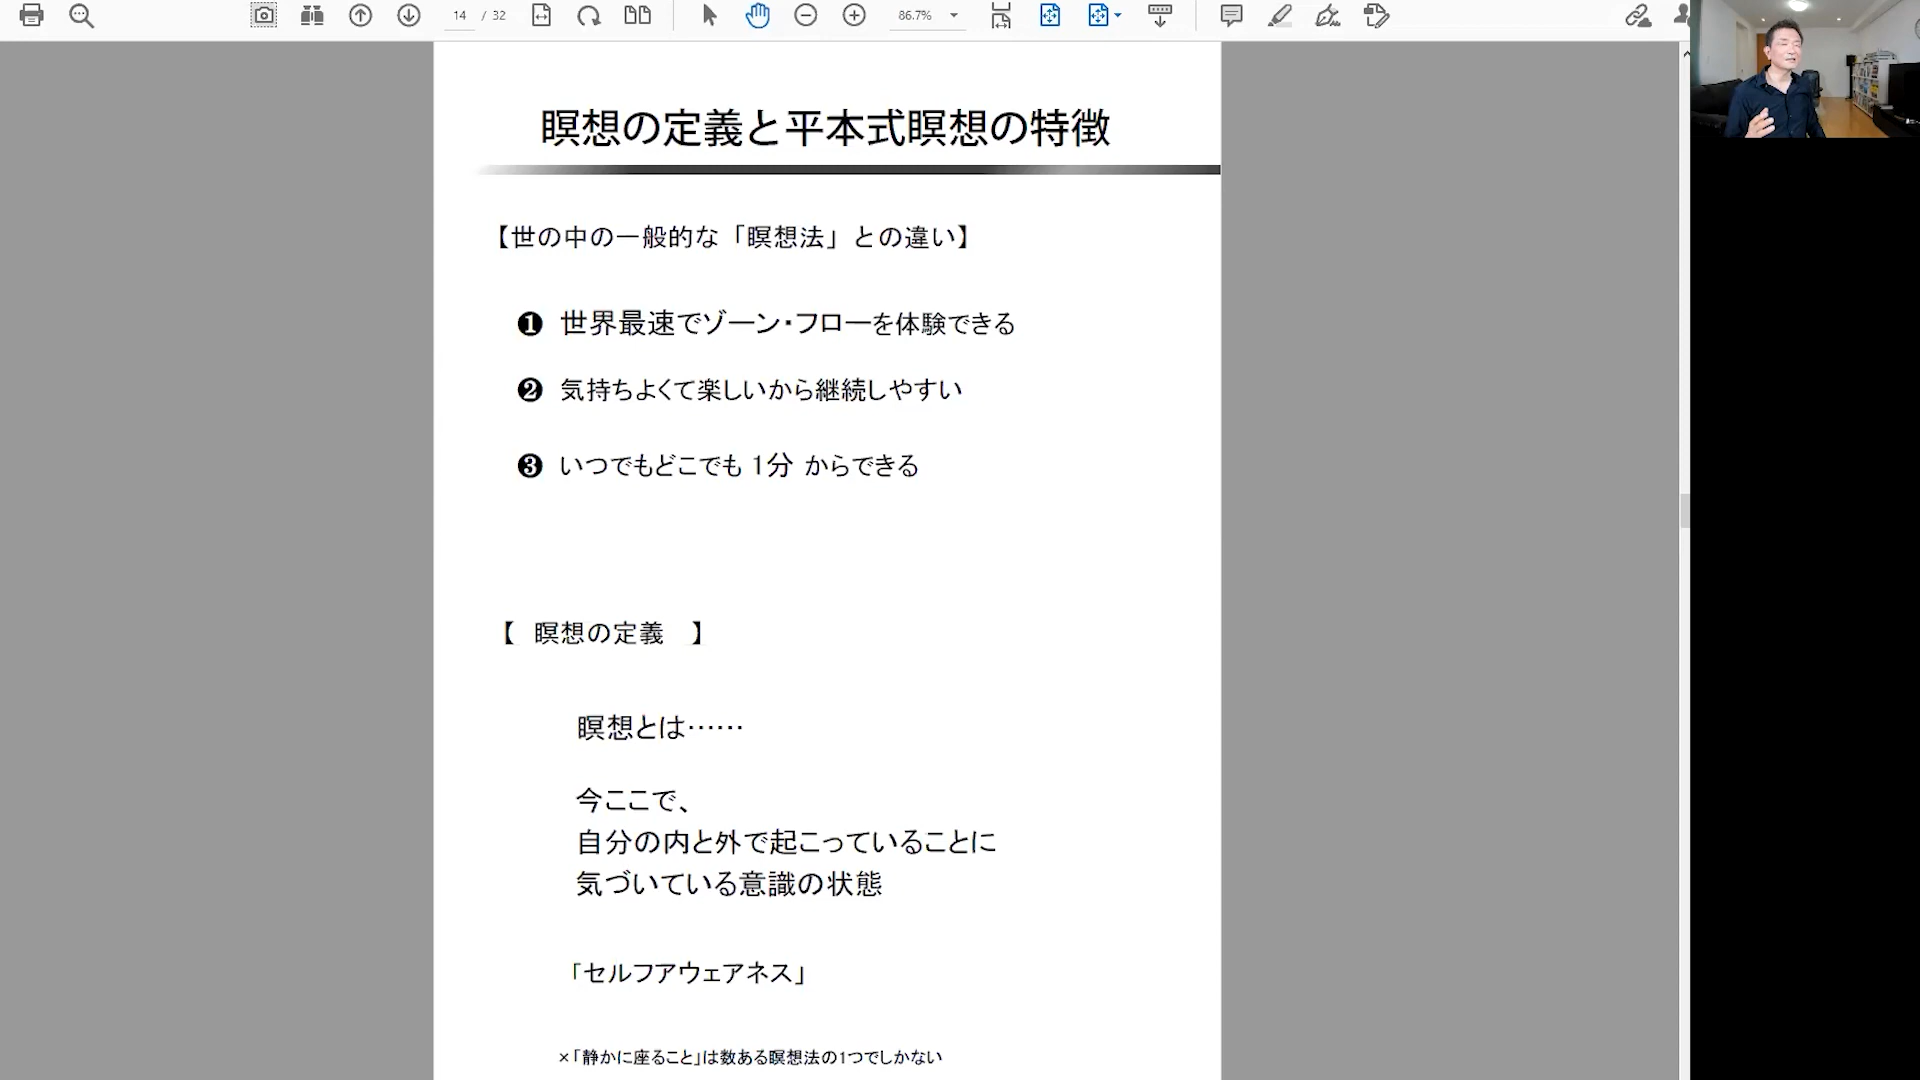 14 / 32
86.7%
瞑想の定義と平本式瞑想の特徴
【世の中の一般的な「瞑想法」との違い】
❶ 世界最速でゾーン・フローを体験できる
❷ 気持ちよくて楽しいから継続しやすい
❸ いつでもどこでも 1分 からできる
【 瞑想の定義 】
瞑想とは……
今ここで、
自分の内と外で起こっていることに
気づいている意識の状態
「セルフアウェアネス」
×「静かに座ること」は数ある瞑想法の1つでしかない